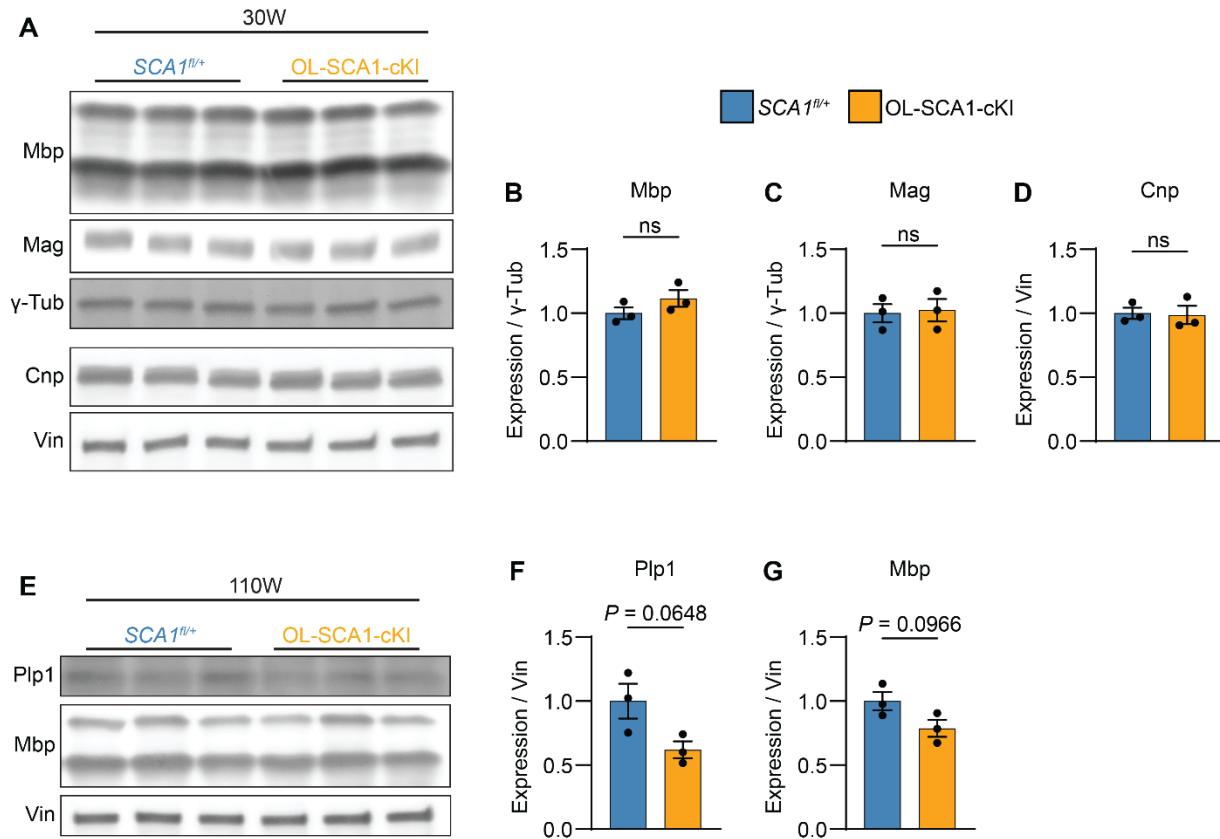 A
30W
SCA1fl/+ OL-SCA1-cKI
Mbp
Mag
γ-Tub
Cnp
Vin
SCA1fl/+ OL-SCA1-cKI
B Mbp
ns
Expression / γ-Tub
1.5
1.0
0.5
0.0
C Mag
ns
Expression / γ-Tub
1.5
1.0
0.5
0.0
D Cnp
ns
Expression / Vin
1.5
1.0
0.5
0.0
E
110W
SCA1fl/+ OL-SCA1-cKI
Plp1
Mbp
Vin
F Plp1
P = 0.0648
Expression / Vin
1.5
1.0
0.5
0.0
G Mbp
P = 0.0966
Expression / Vin
1.5
1.0
0.5
0.0